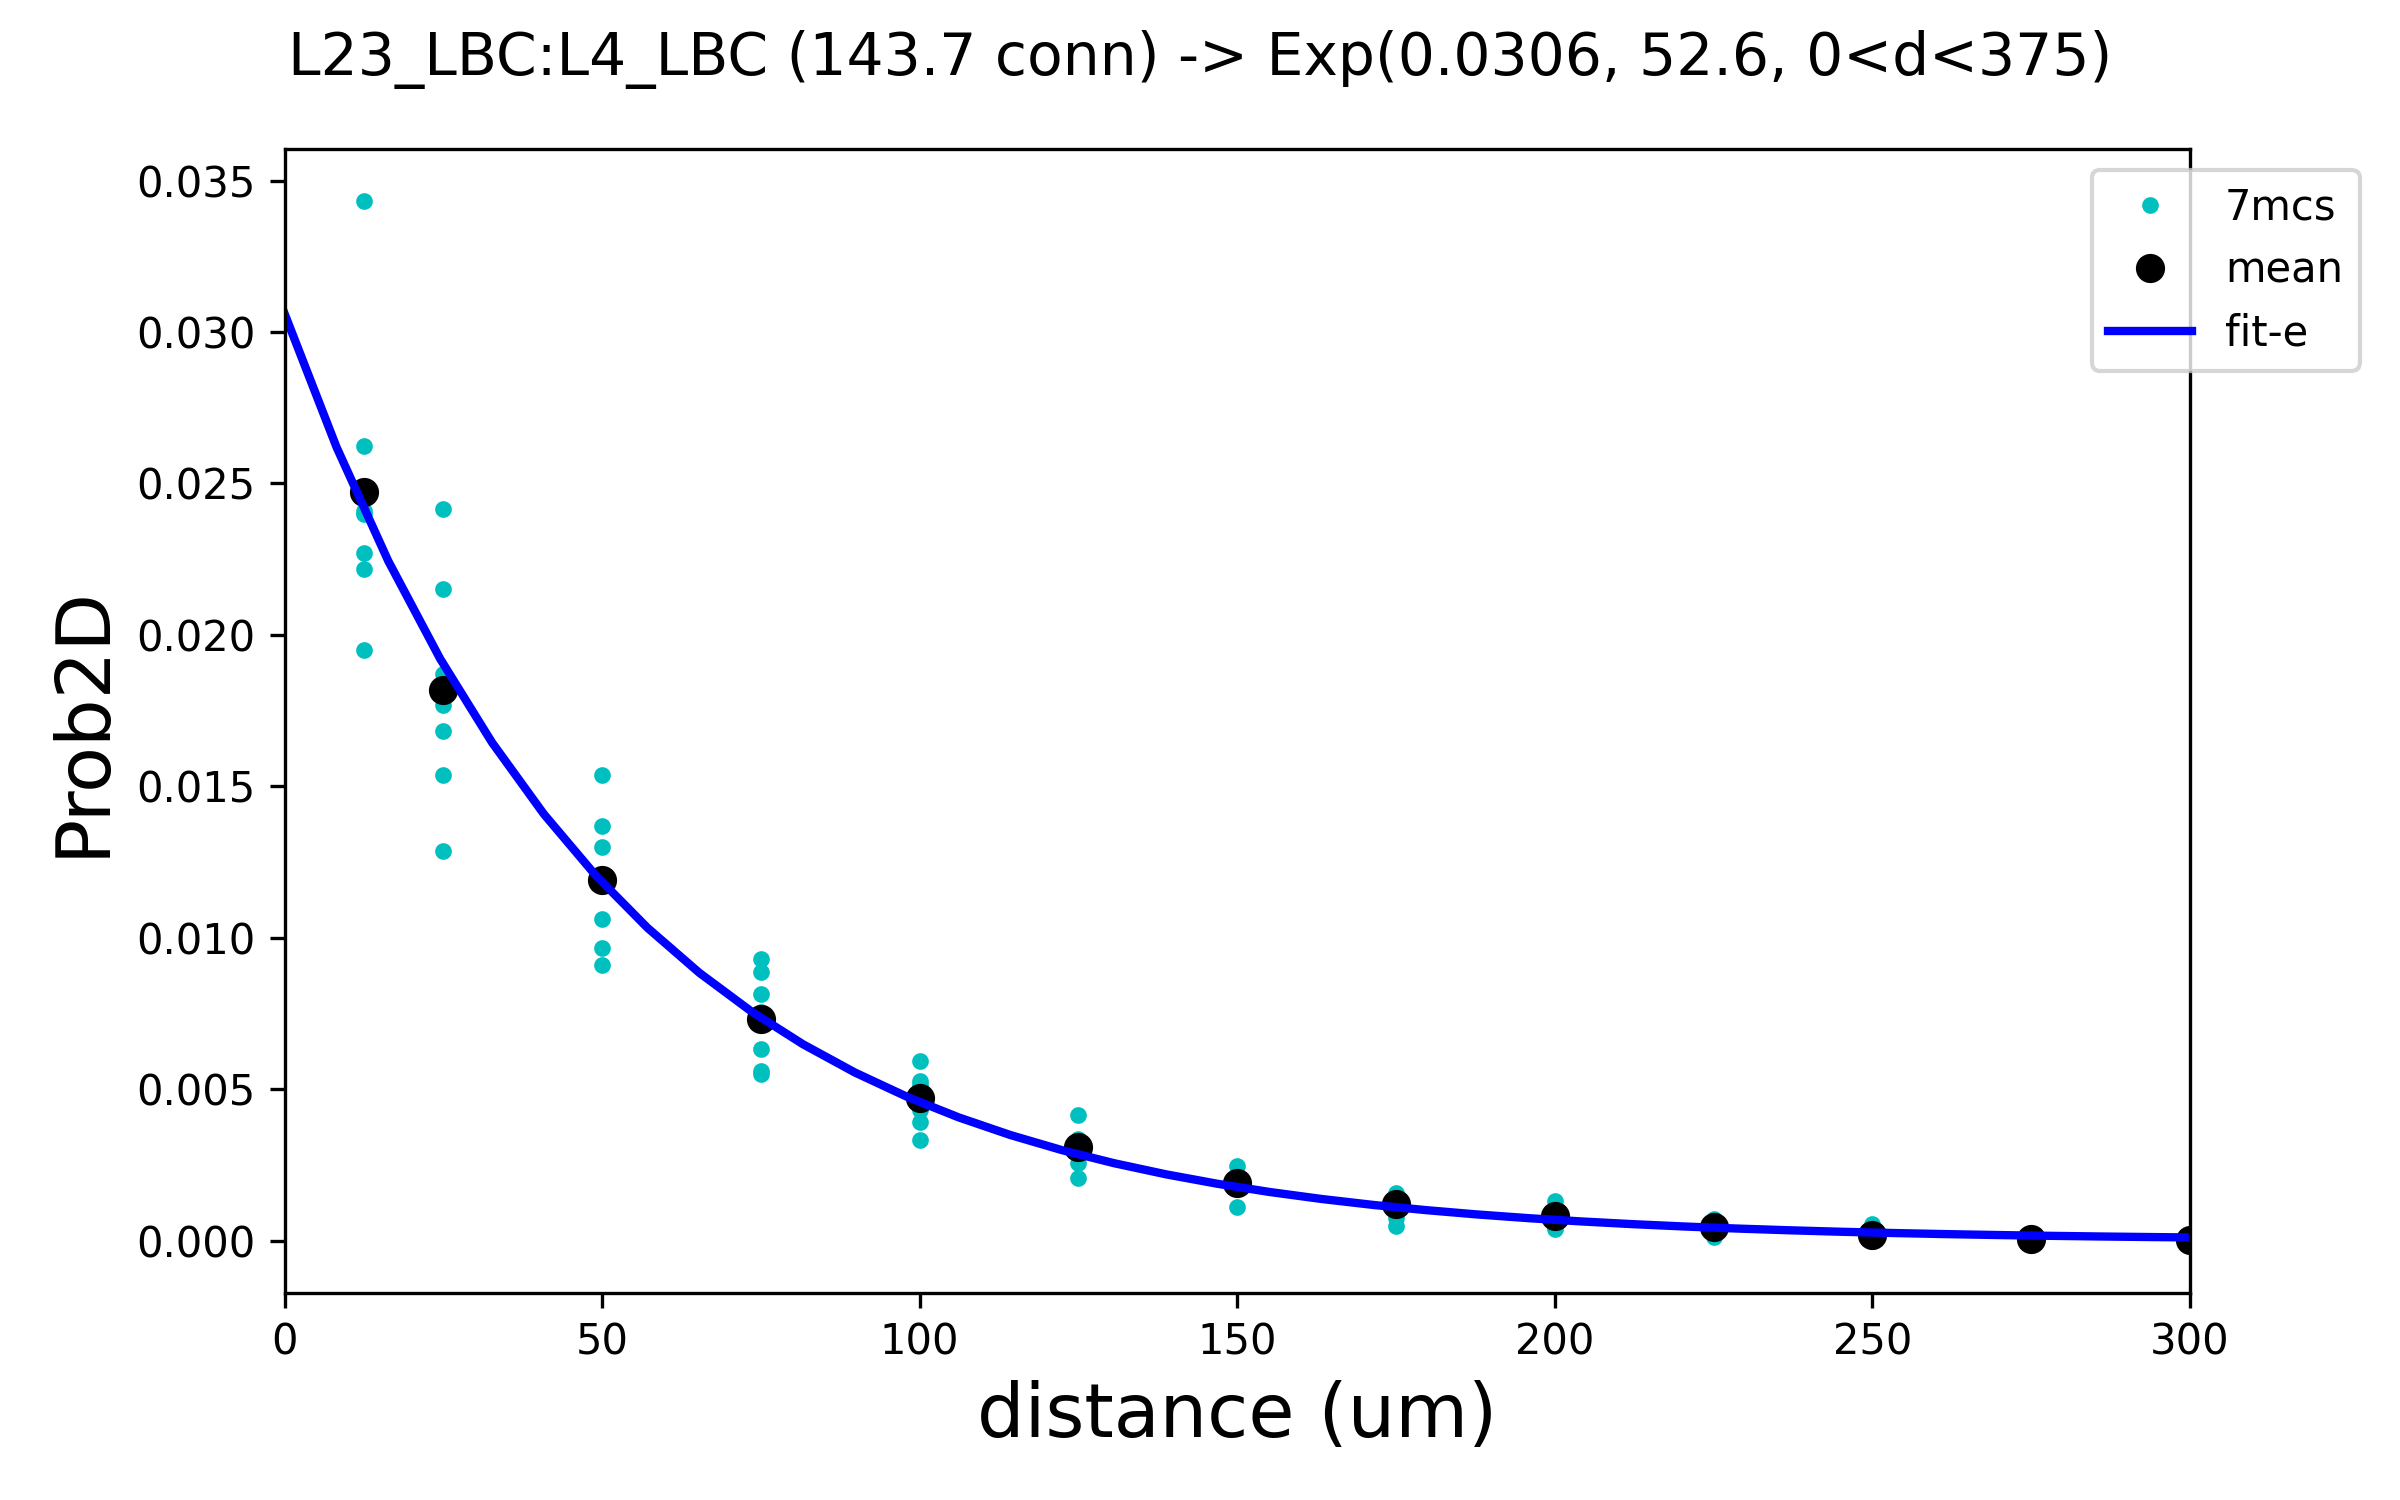 L23_LBC:L4_LBC (143.7 conn) -> Exp(0.0306, 52.6, 0<d<375)
7mcs
mean
fit-e
Prob2D
0.035
0.030
0.025
0.020
0.015
0.010
0.005
0.000
0 50 100 150 200 250 300
distance (um)